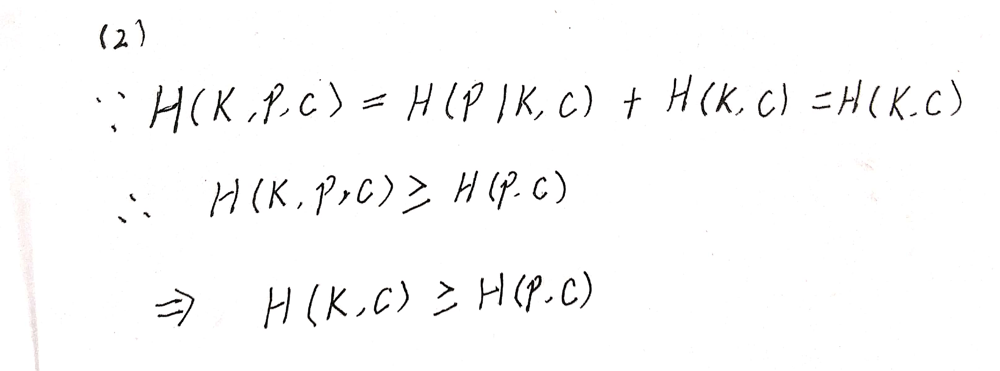 (2)
∵ H(K,P,C) = H(P|K,C) + H(K,C) = H(K,C)
∴ H(K,P,C) ≥ H(P,C)
⇒ H(K,C) ≥ H(P,C)